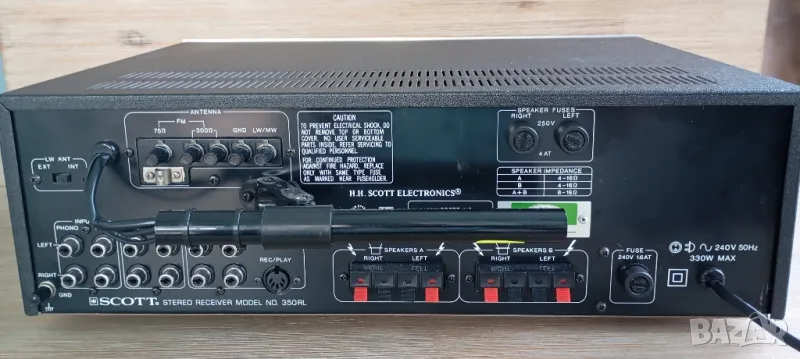 ANTENNA
FM
75Ω
300Ω
GND
LW/MW
LW ANT
EXT
INT
CAUTION
TO PREVENT ELECTRICAL SHOCK, DO
NOT REMOVE TOP OR BOTTOM
COVER. NO USER SERVICEABLE
PARTS INSIDE. REFER SERVICING TO
QUALIFIED PERSONNEL.
FOR CONTINUED PROTECTION
AGAINST FIRE HAZARD, REPLACE
ONLY WITH SAME TYPE FUSE
AS MARKED NEAR FUSEHOLDER.
H.H. SCOTT ELECTRONICS®
SPEAKER FUSES
RIGHT
LEFT
250V
4 AT
SPEAKER IMPEDANCE
A 4-16Ω
B 4-16Ω
A+B 8-16Ω
PHONO
LEFT
RIGHT
GND
REC/PLAY
SPEAKERS A
RIGHT
LEFT
SPEAKERS B
RIGHT
LEFT
FUSE
240V 1.6AT
240V 50Hz
330W MAX
SCOTT® STEREO RECEIVER MODEL NO. 350RL
BAZAR